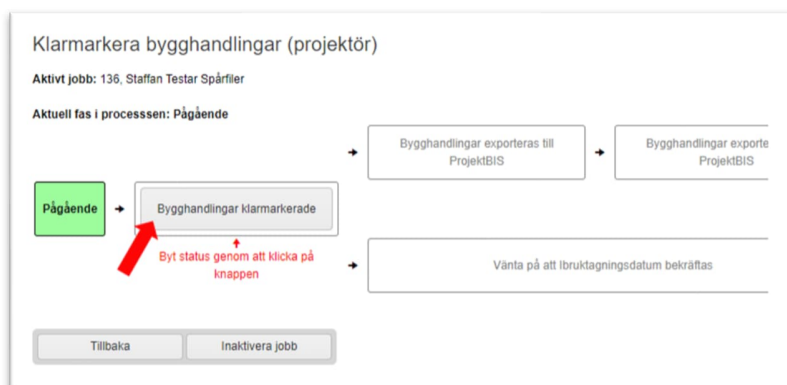 Klarmarkera bygghandlingar (projektör)
Aktivt jobb: 136, Staffan Testar Spårfiler
Aktuell fas i processsen: Pågående
Bygghandlingar exporteras till
ProjektBIS
Bygghandlingar exporte
ProjektBIS
Pågående
Bygghandlingar klarmarkerade
Byt status genom att klicka på
knappen
Vänta på att Ibruktagningsdatum bekräftas
Tillbaka
Inaktivera jobb